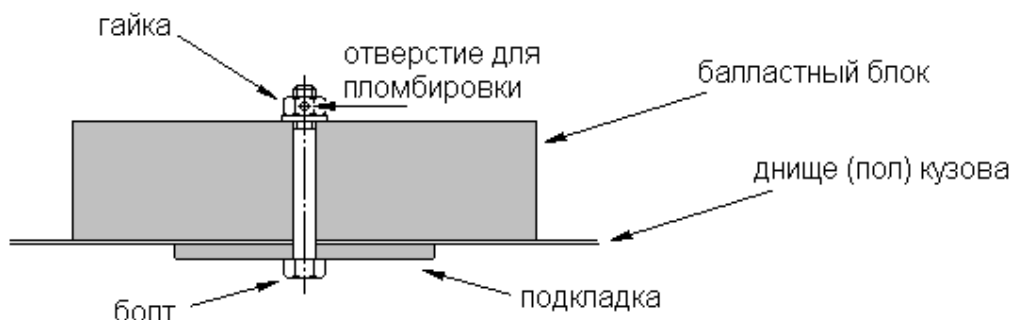 гайка
отверстие для
пломбировки
балластный блок
днище (пол) кузова
подкладка
болт